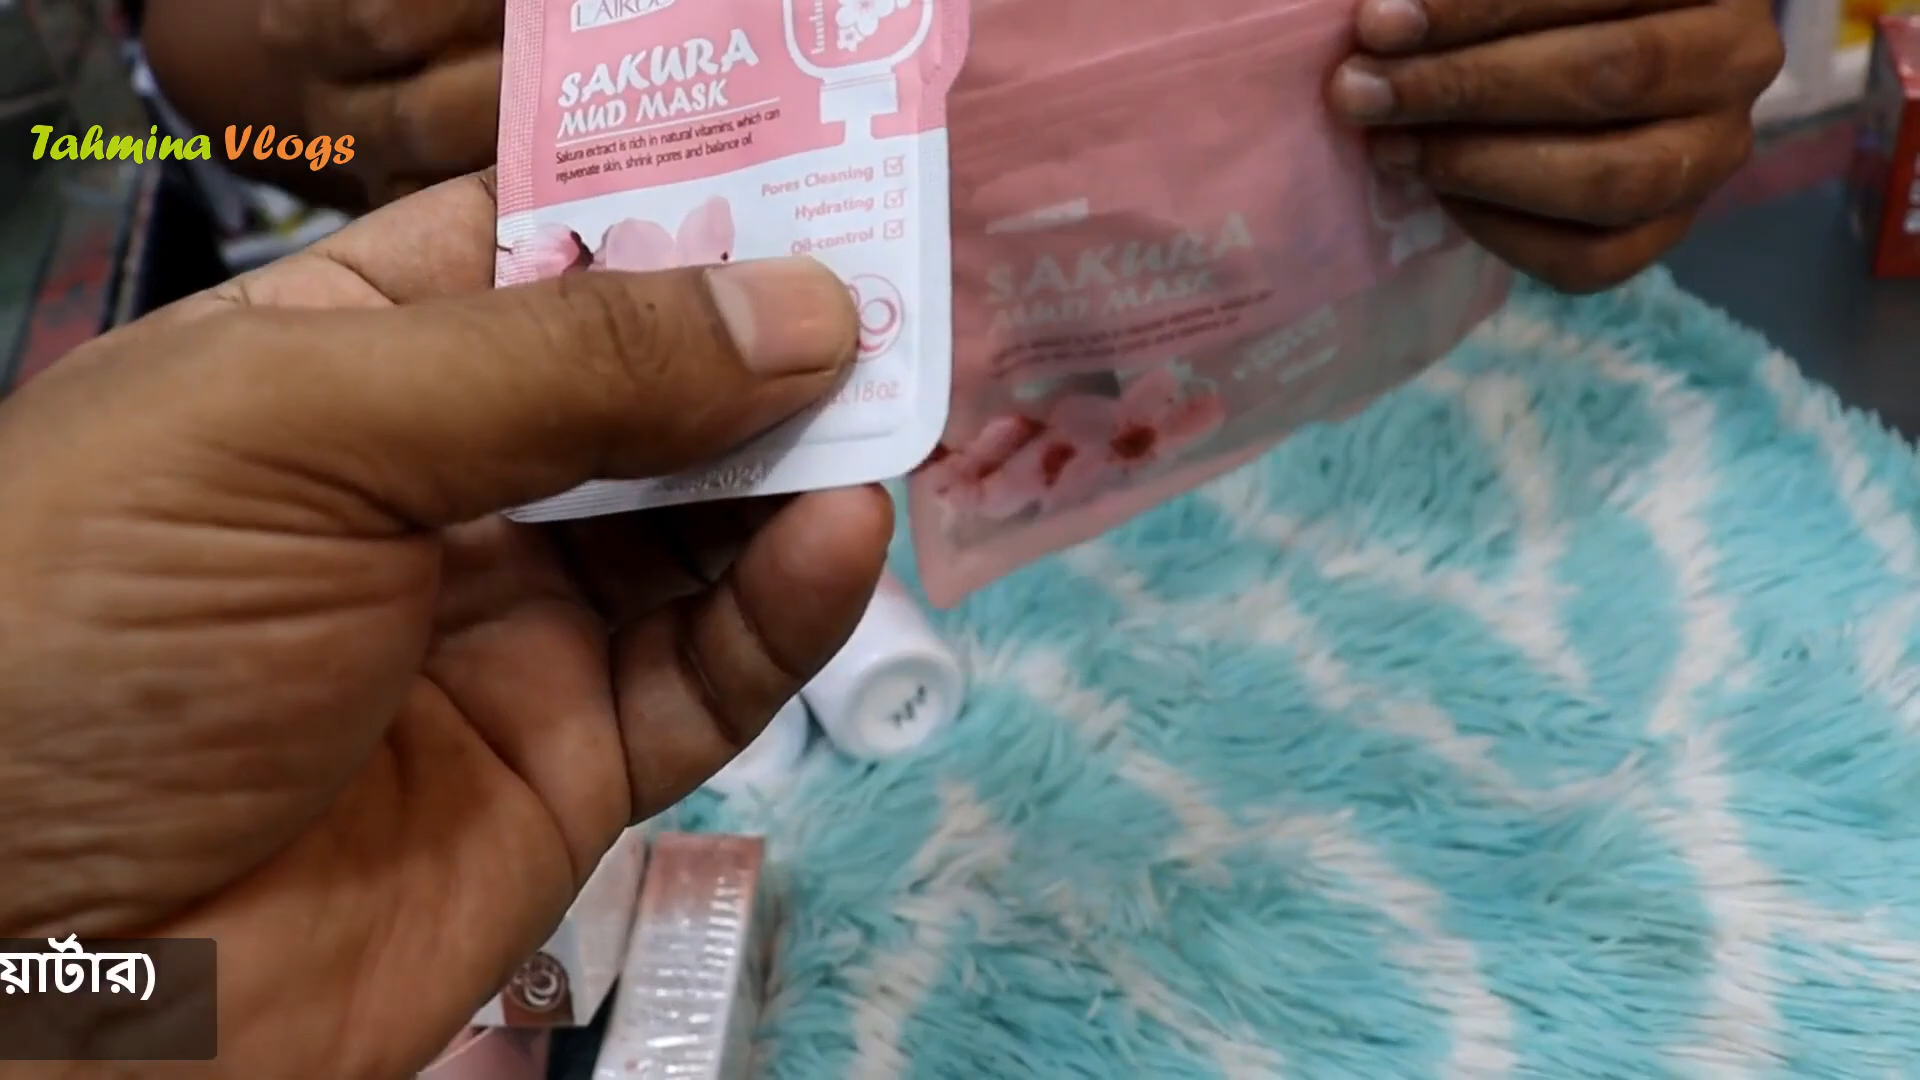 Tahmina Vlogs
SAKURA
MUD MASK
Sakura extract is rich in natural vitamins, which can
rejuvenate skin, shrink pores and balance oil.
Pores Cleaning
Hydrating
Oil-control
SAKURA
MUD MASK
য়ার্টার)